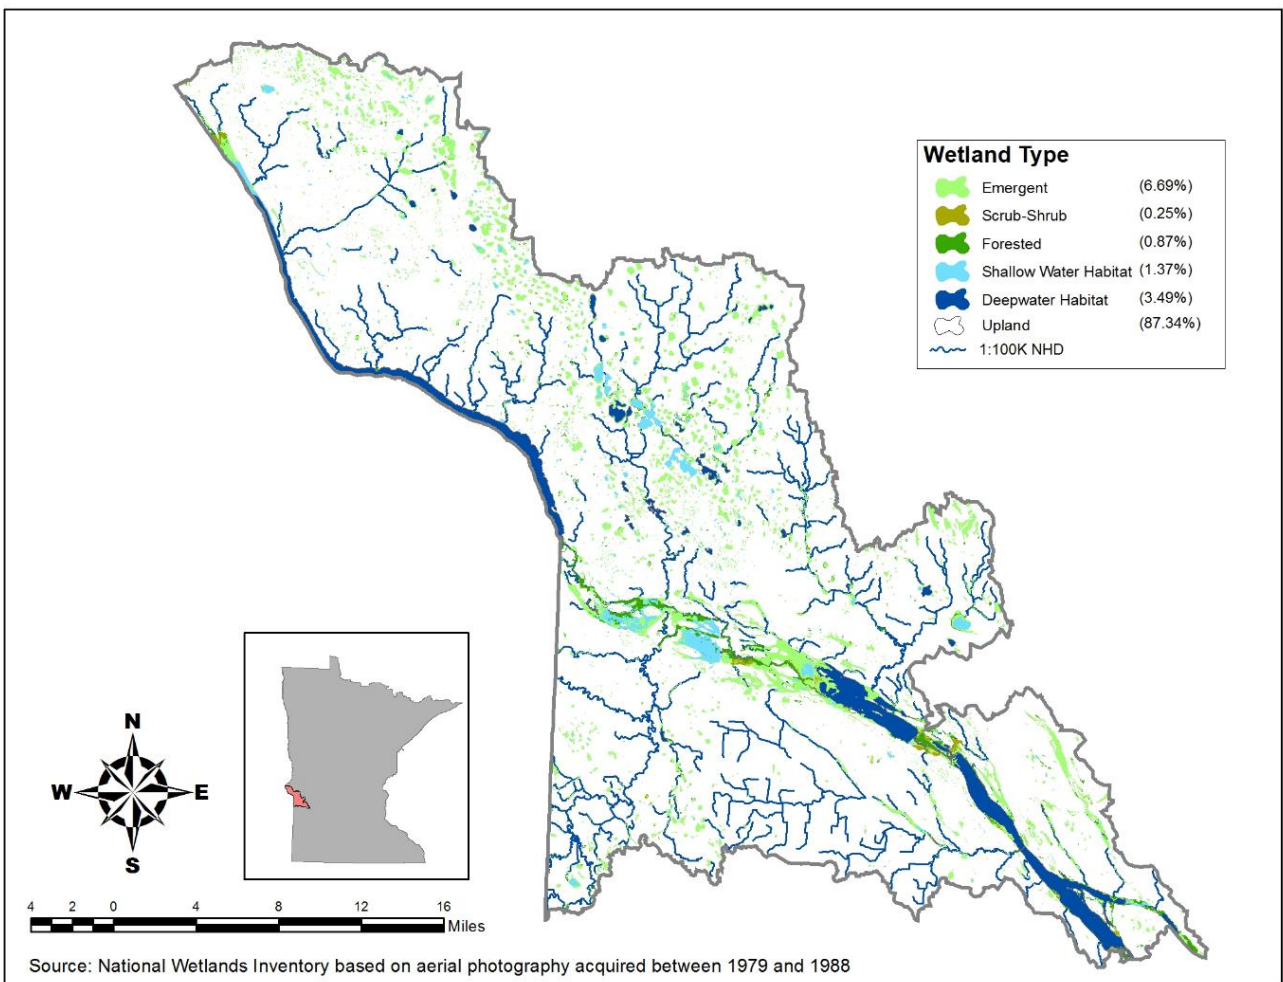 Wetland Type
Emergent (6.69%)
Scrub-Shrub (0.25%)
Forested (0.87%)
Shallow Water Habitat (1.37%)
Deepwater Habitat (3.49%)
Upland (87.34%)
1:100K NHD
N
W E
S
4 2 0 4 8 12 16
Miles
Source: National Wetlands Inventory based on aerial photography acquired between 1979 and 1988